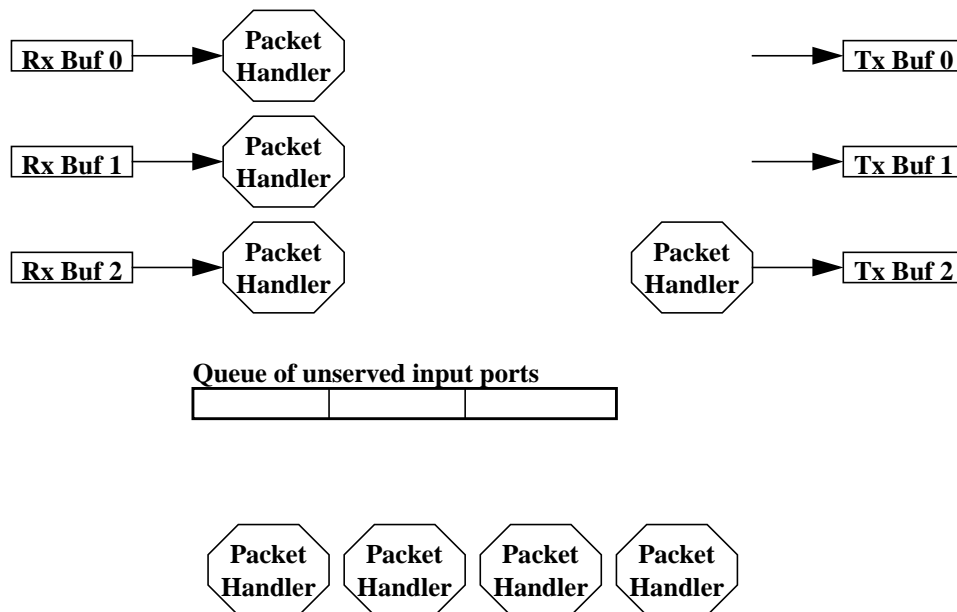 Rx Buf 0
Packet
Handler
Tx Buf 0
Rx Buf 1
Packet
Handler
Tx Buf 1
Rx Buf 2
Packet
Handler
Packet
Handler
Tx Buf 2
Queue of unserved input ports
Packet
Handler
Packet
Handler
Packet
Handler
Packet
Handler